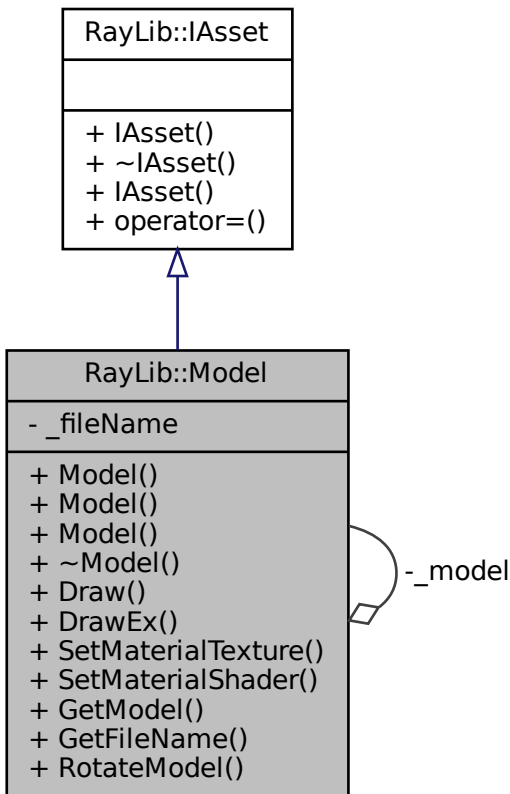 RayLib::IAsset
+ IAsset()
+ ~IAsset()
+ IAsset()
+ operator=()
RayLib::Model
- _fileName
+ Model()
+ Model()
+ Model()
+ ~Model()
+ Draw()
+ DrawEx()
+ SetMaterialTexture()
+ SetMaterialShader()
+ GetModel()
+ GetFileName()
+ RotateModel()
-_model